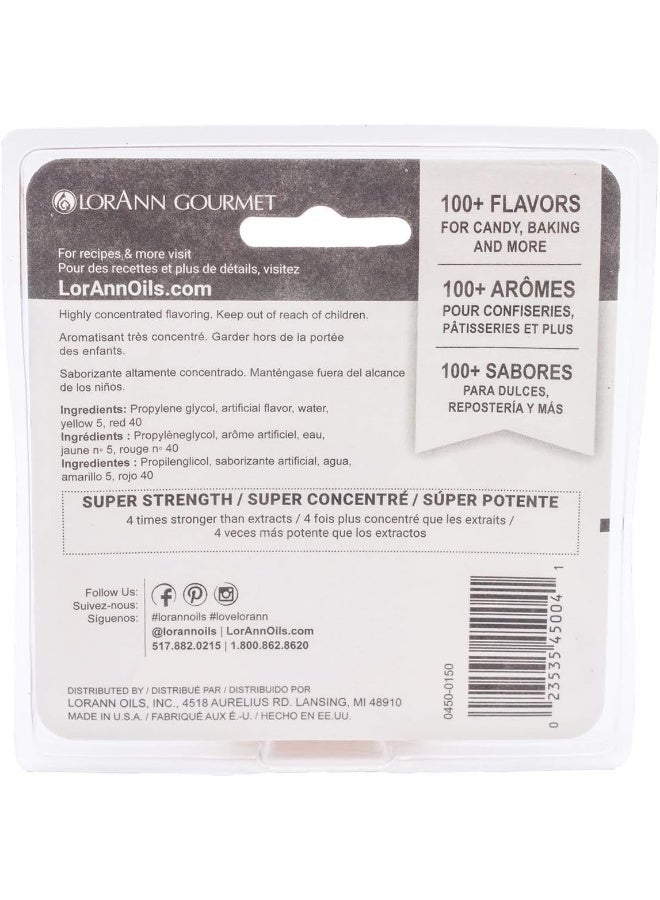 LORANN GOURMET
For recipes & more visit
Pour des recettes et plus de détails, visitez
LorAnnOils.com
100+ FLAVORS
FOR CANDY, BAKING
AND MORE
100+ ARÔMES
POUR CONFISERIES,
PÂTISSERIES ET PLUS
100+ SABORES
PARA DULCES,
REPOSTERÍA Y MÁS
Highly concentrated flavoring. Keep out of reach of children.
Aromatisant très concentré. Garder hors de la portée
des enfants.
Saborizante altamente concentrado. Manténgase fuera del alcance
de los niños.
Ingredients: Propylene glycol, artificial flavor, water,
yellow 5, red 40
Ingrédients : Propylèneglycol, arôme artificiel, eau,
jaune nº 5, rouge nº 40
Ingredientes : Propilenglicol, saborizante artificial, agua,
amarillo 5, rojo 40
SUPER STRENGTH / SUPER CONCENTRÉ / SÚPER POTENTE
4 times stronger than extracts / 4 fois plus concentré que les extraits /
4 veces más potente que los extractos
Follow Us:
Suivez-nous:
Síguenos:
#lorannoils #lovelorann
@lorannoils | LorAnnOils.com
517.882.0215 | 1.800.862.8620
DISTRIBUTED BY / DISTRIBUÉ PAR / DISTRIBUIDO POR
LORANN OILS, INC., 4518 AURELIUS RD. LANSING, MI 48910
MADE IN U.S.A. / FABRIQUÉ AUX É.-U. / HECHO EN EE.UU.
0450-0150
0 23535 45004 1